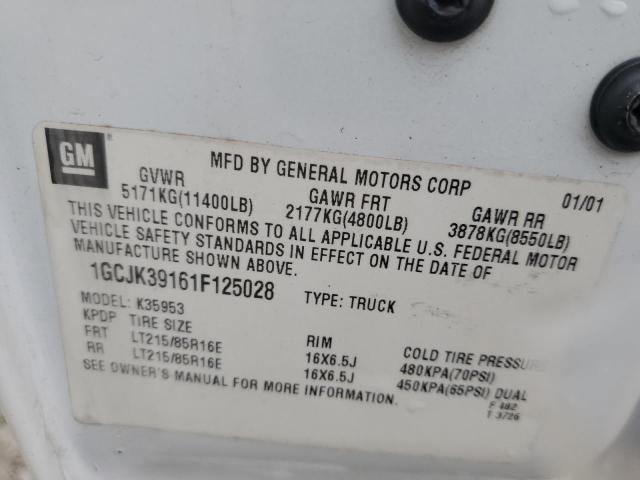 GM
MFD BY GENERAL MOTORS CORP 01/01
GVWR GAWR FRT GAWR RR
5171KG(11400LB) 2177KG(4800LB) 3878KG(8550LB)
THIS VEHICLE CONFORMS TO ALL APPLICABLE U.S. FEDERAL MOTOR
VEHICLE SAFETY STANDARDS IN EFFECT ON THE DATE OF
MANUFACTURE SHOWN ABOVE.
1GCJK39161F125028 TYPE: TRUCK
MODEL: K35953
KPDP TIRE SIZE RIM COLD TIRE PRESSURE
FRT LT215/85R16E 16X6.5J 480KPA(70PSI)
RR LT215/85R16E 16X6.5J 450KPA(65PSI) DUAL
SEE OWNER'S MANUAL FOR MORE INFORMATION.
F 482
T 3726